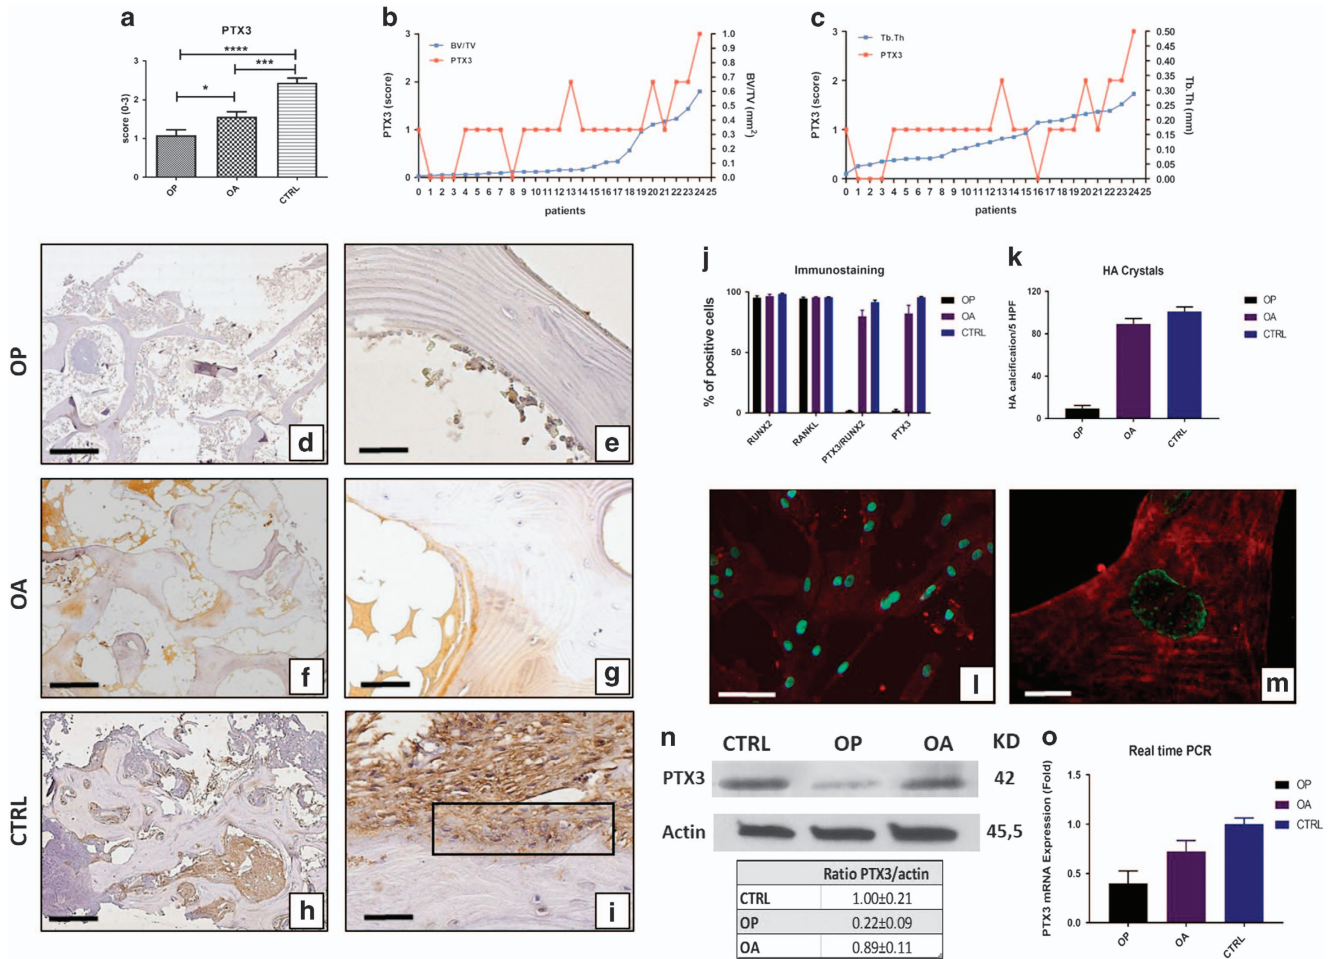 a
PTX3
****
***
*
score (0-3)
3
2
1
0
OP
OA
CTRL
b
BV/TV
PTX3
PTX3 (score)
3
2
1
0
BV/TV (mm²)
1.0
0.9
0.8
0.7
0.6
0.5
0.4
0.3
0.2
0.1
0.0
0 1 2 3 4 5 6 7 8 9 10 11 12 13 14 15 16 17 18 19 20 21 22 23 24 25
patients
c
Tb.Th
PTX3
PTX3 (score)
3
2
1
0
Tb.Th (mm)
0.50
0.45
0.40
0.35
0.30
0.25
0.20
0.15
0.10
0.05
0.00
0 1 2 3 4 5 6 7 8 9 10 11 12 13 14 15 16 17 18 19 20 21 22 23 24 25
patients
OP
d
e
OA
f
g
CTRL
h
i
j
Immunostaining
% of positive cells
100
50
0
RUNX2
RANKL
PTX3/RUNX2
PTX3
OP
OA
CTRL
k
HA Crystals
HA calcification/5 HPF
120
80
40
0
OP
OA
CTRL
OP
OA
CTRL
l
m
n
CTRL OP OA KD
PTX3 42
Actin 45,5
Ratio PTX3/actin
CTRL 1.00±0.21
OP 0.22±0.09
OA 0.89±0.11
o
Real time PCR
PTX3 mRNA Expression (Fold)
1.5
1.0
0.5
0.0
OP
OA
CTRL
OP
OA
CTRL